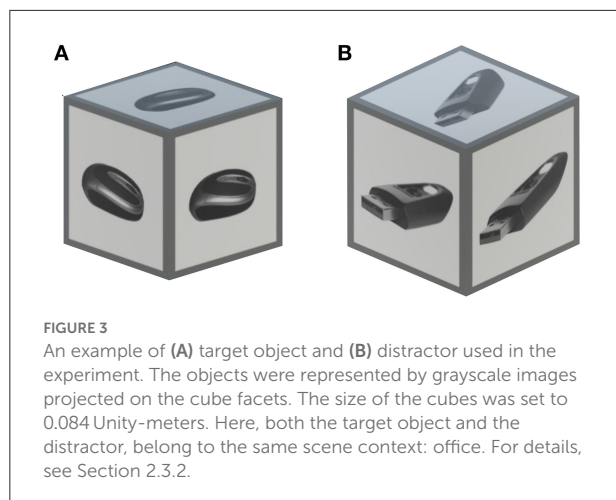 A
B
FIGURE 3
An example of (A) target object and (B) distractor used in the
experiment. The objects were represented by grayscale images
projected on the cube facets. The size of the cubes was set to
0.084 Unity-meters. Here, both the target object and the
distractor, belong to the same scene context: office. For details,
see Section 2.3.2.